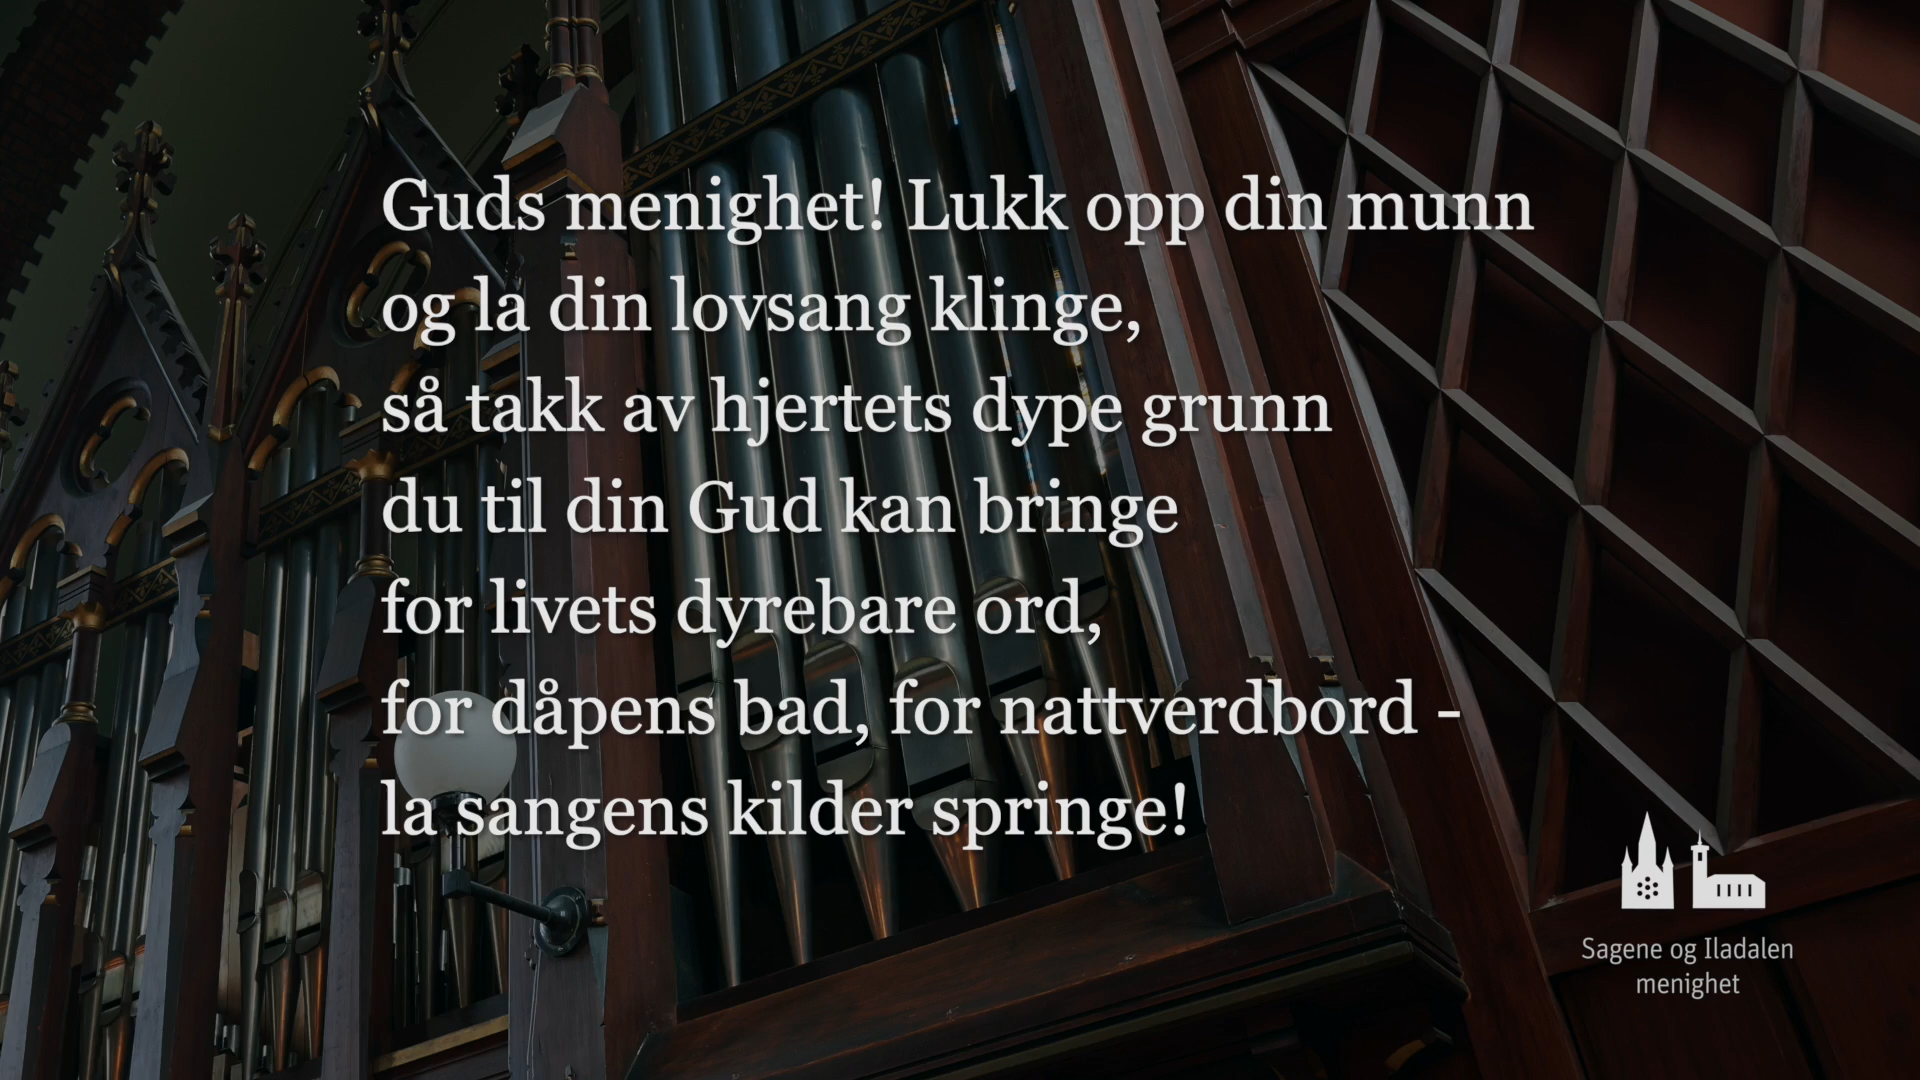 Guds menighet! Lukk opp din munn
og la din lovsang klinge,
så takk av hjertets dype grunn
du til din Gud kan bringe
for livets dyrebare ord,
for dåpens bad, for nattverdbord -
la sangens kilder springe!
Sagene og Iladalen
menighet